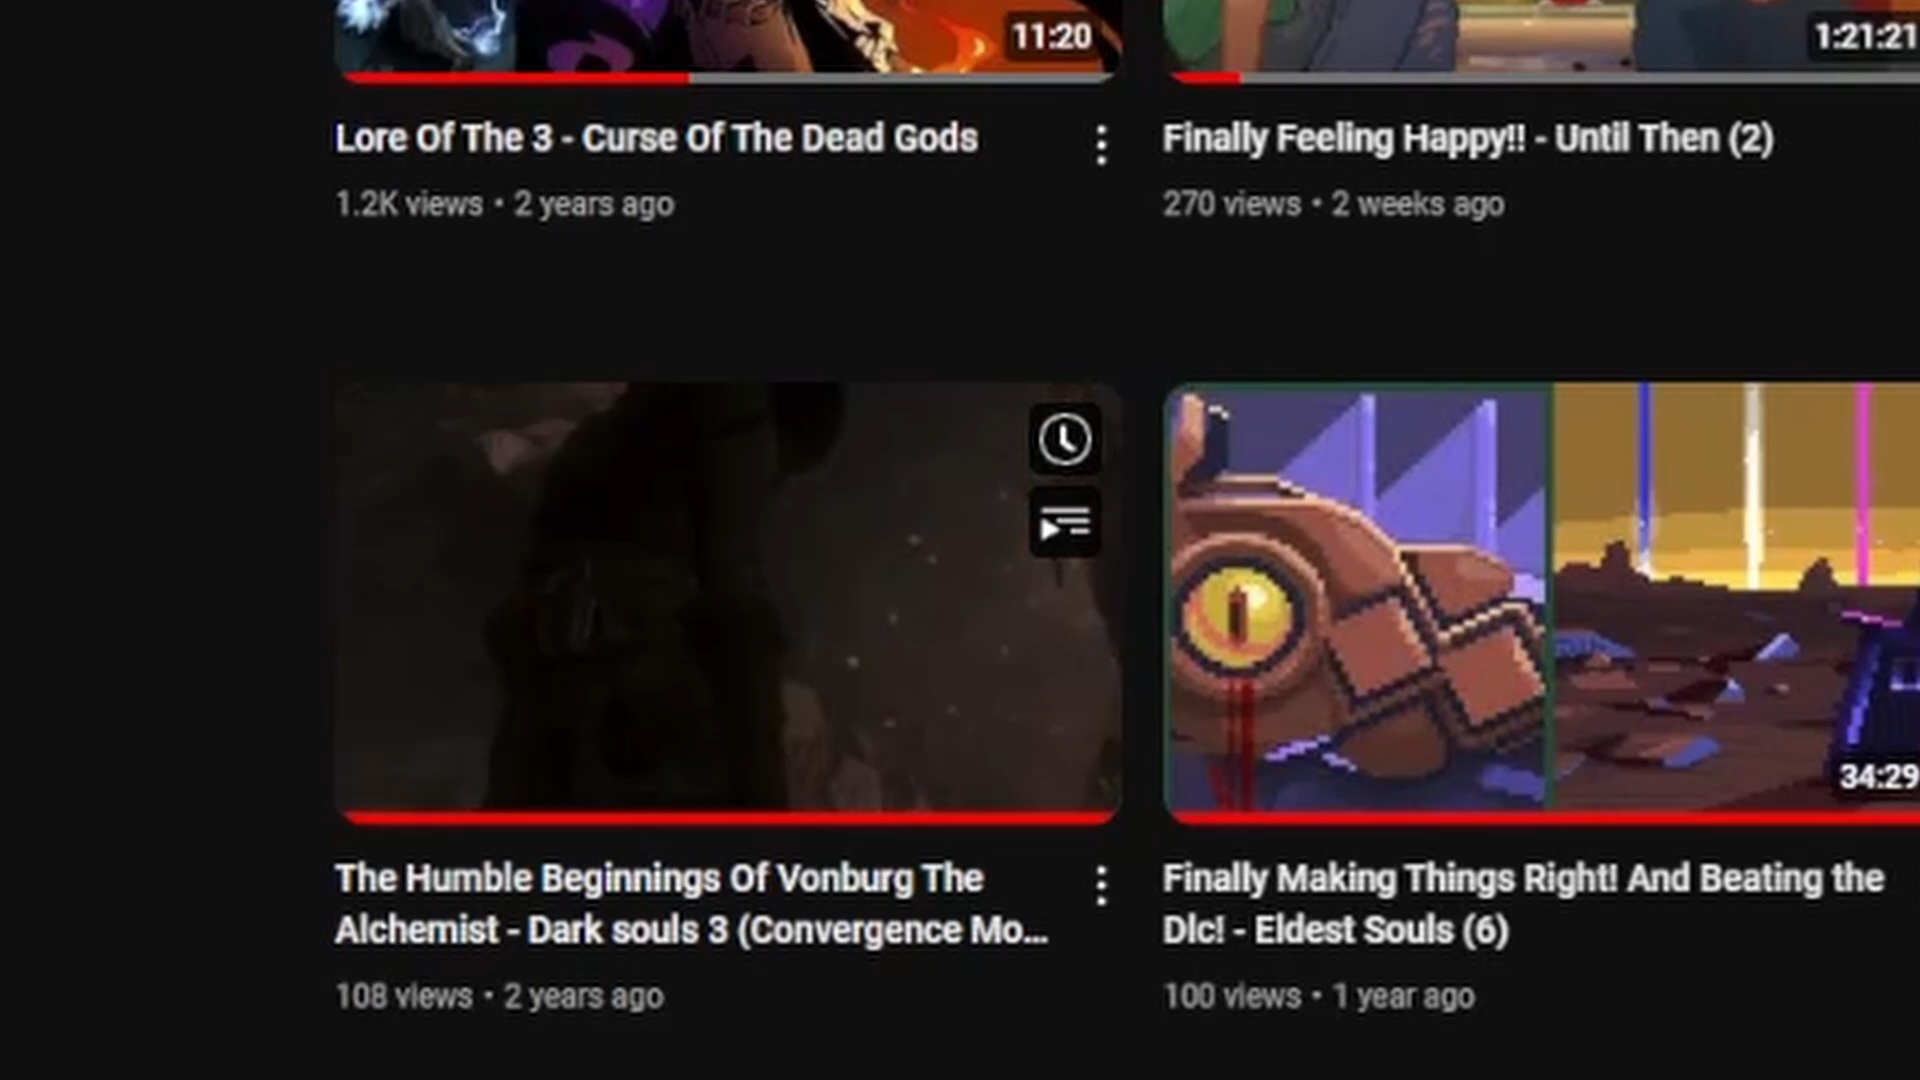 11:20
1:21:21
Lore Of The 3 - Curse Of The Dead Gods
Finally Feeling Happy!! - Until Then (2)
1.2K views • 2 years ago
270 views • 2 weeks ago
34:29
The Humble Beginnings Of Vonburg The
Alchemist - Dark souls 3 (Convergence Mo...
Finally Making Things Right! And Beating the
Dlc! - Eldest Souls (6)
108 views • 2 years ago
100 views • 1 year ago